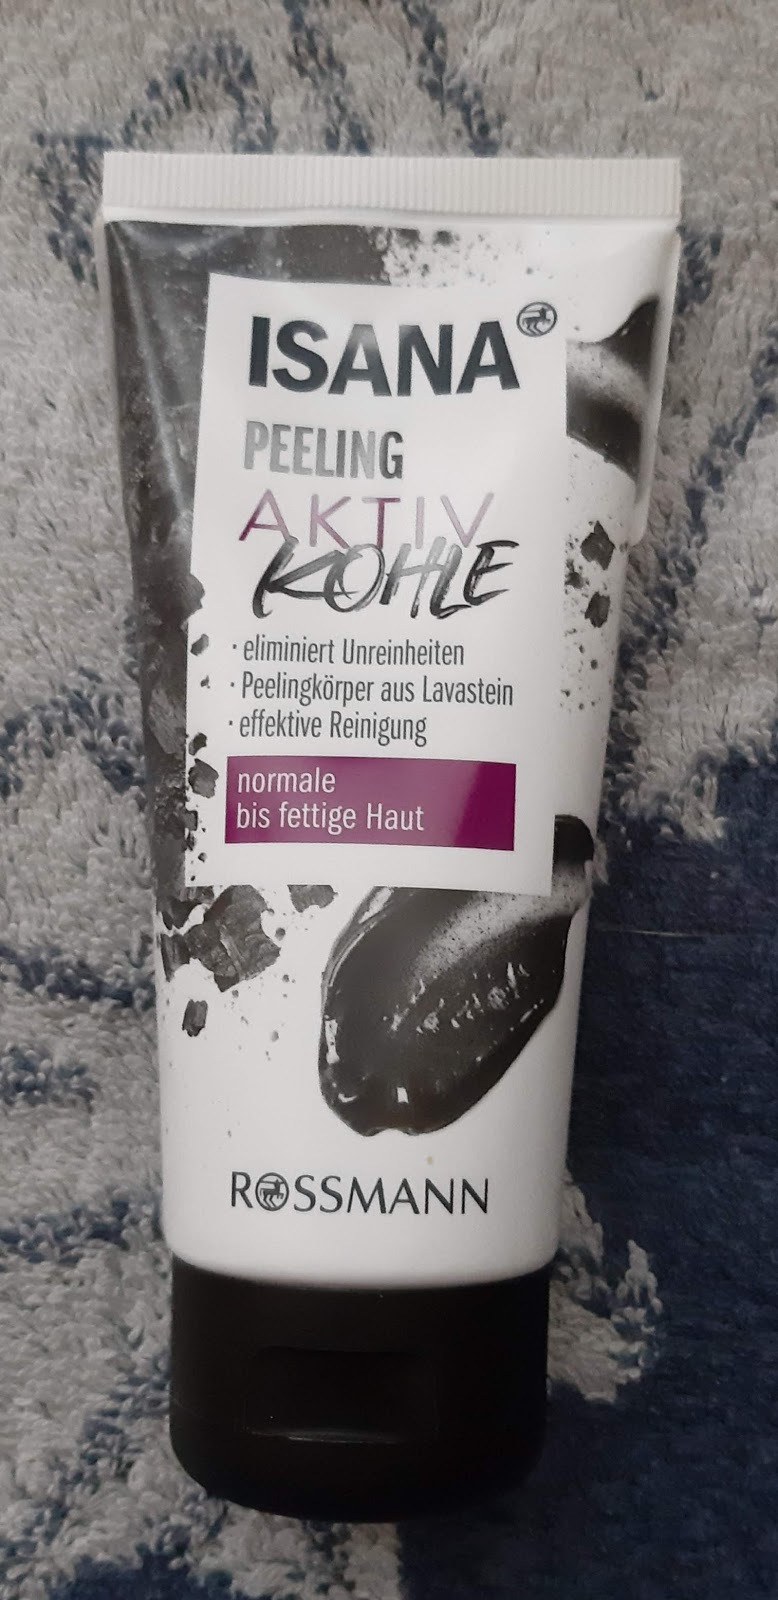 ISANA
PEELING
AKTIV
KOHLE
· eliminiert Unreinheiten
· Peelingkörper aus Lavastein
· effektive Reinigung
normale
bis fettige Haut
ROSSMANN